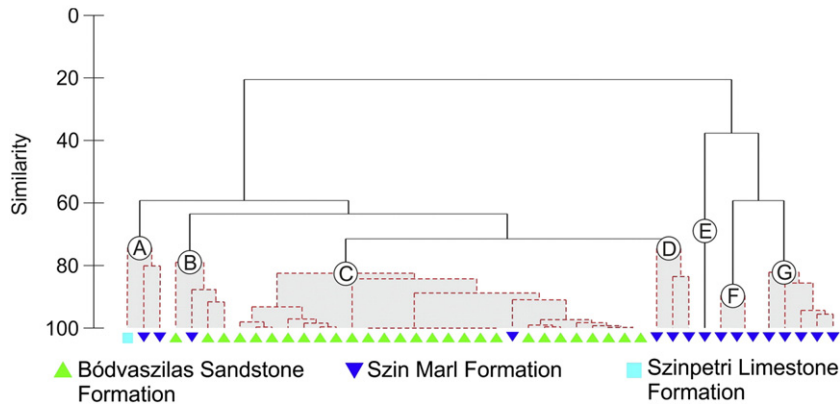 0
20
40
60
80
100
Similarity
A
B
C
D
E
F
G
Bódvaszilas Sandstone
Formation
Szin Marl Formation
Szinpetri Limestone
Formation